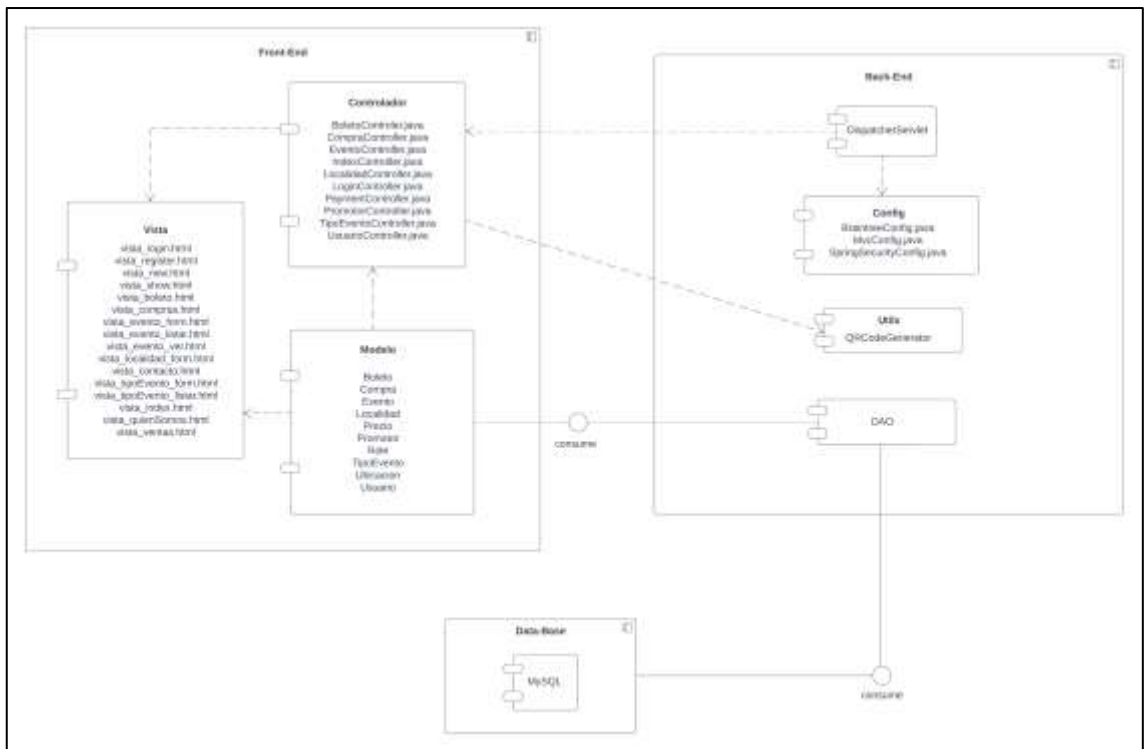 Front-End
Controlador
BoletoController.java
CompraController.java
EventoController.java
IndexController.java
LocalidadController.java
LoginController.java
PaymentController.java
PromotorController.java
TipoEventoController.java
UsuarioController.java
Vista
vista_login.html
vista_register.html
vista_new.html
vista_show.html
vista_boleto.html
vista_compras.html
vista_evento_form.html
vista_evento_listar.html
vista_evento_ver.html
vista_localidad_form.html
vista_contacto.html
vista_tipoEvento_form.html
vista_tipoEvento_listar.html
vista_index.html
vista_quienSomos.html
vista_ventas.html
Modelo
Boleto
Compra
Evento
Localidad
Precio
Promotor
Role
TipoEvento
Ubicacion
Usuario
consume
Back-End
DispatcherServlet
Config
BraintreeConfig.java
MvcConfig.java
SpringSecurityConfig.java
Utils
QRCodeGenerator
DAO
Data-Base
MySQL
consume